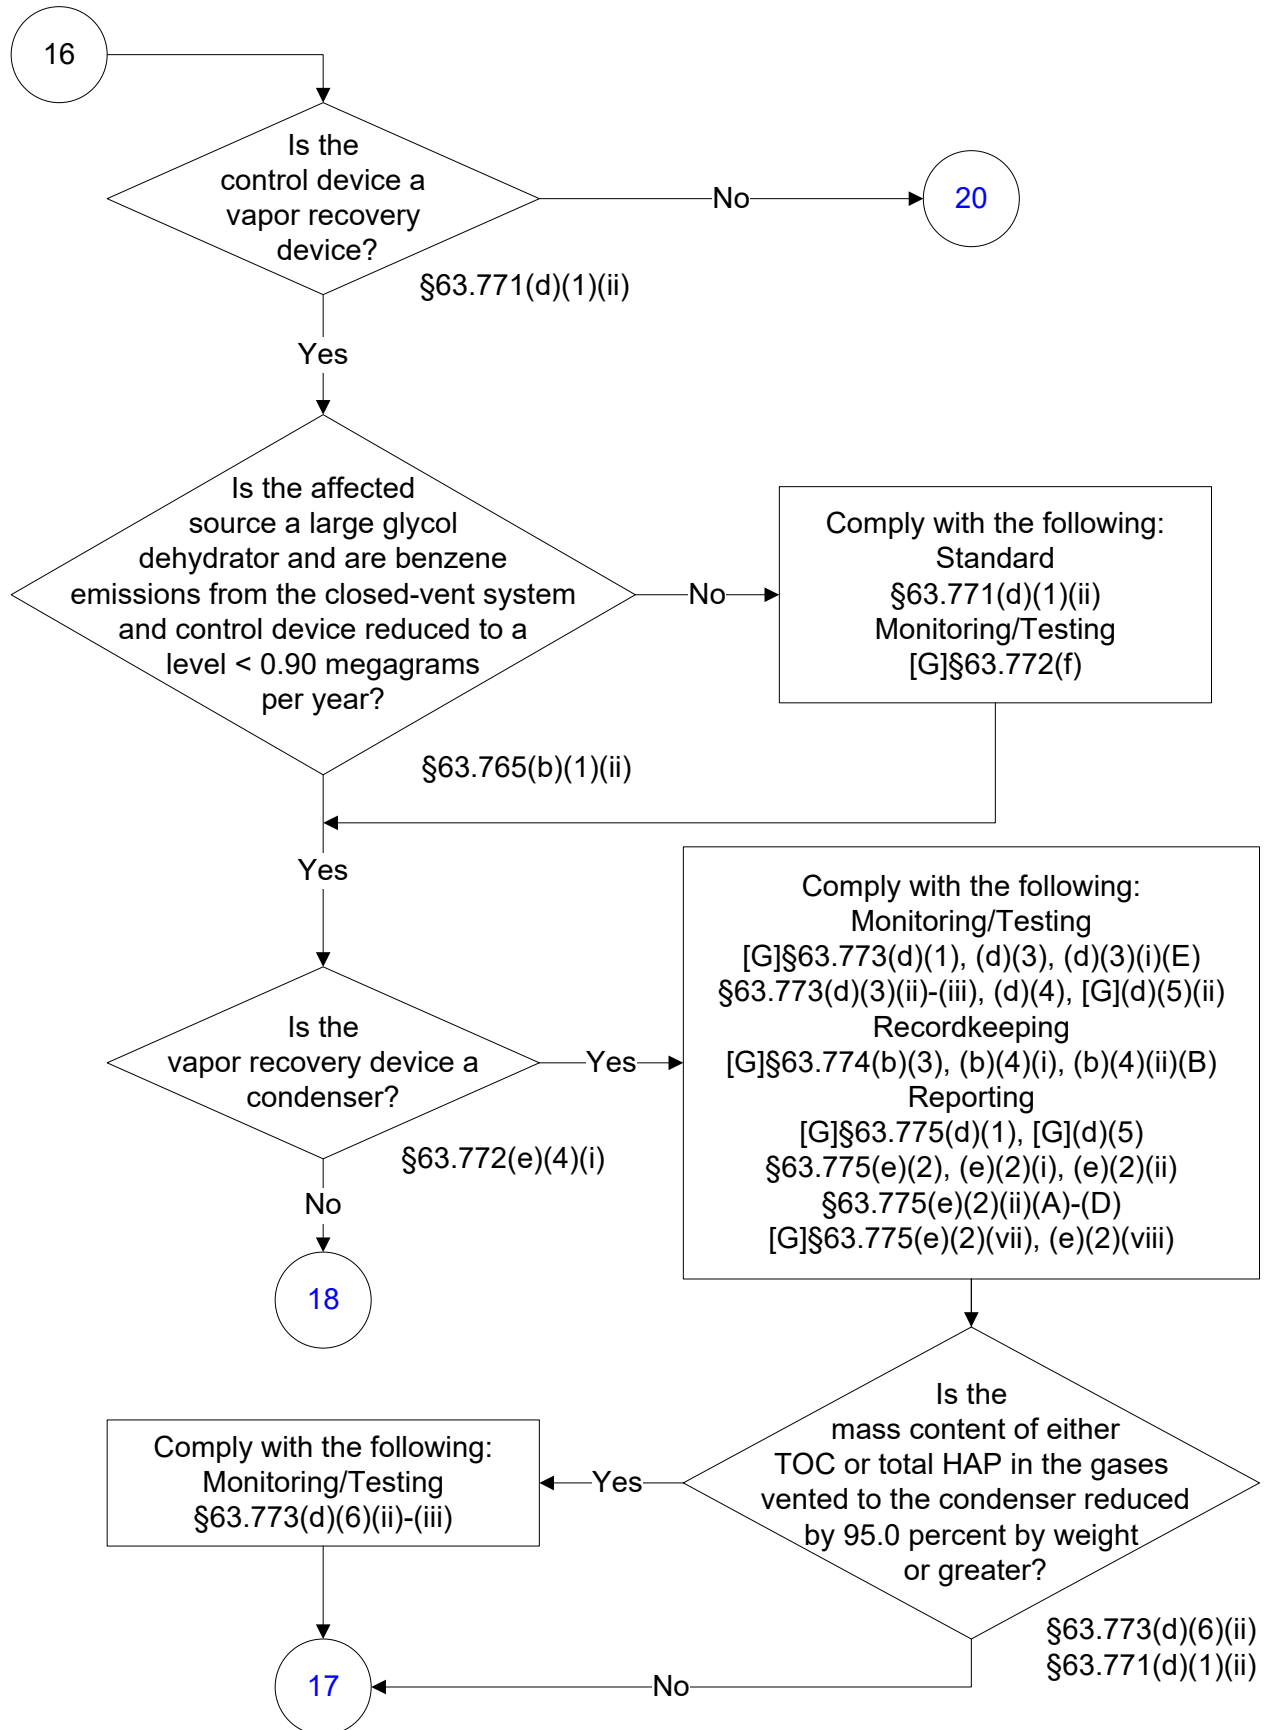 16
Is the
control device a
vapor recovery
device?
No
20
§63.771(d)(1)(ii)
Yes
Is the affected
source a large glycol
dehydrator and are benzene
emissions from the closed-vent system
and control device reduced to a
level < 0.90 megagrams
per year?
No
Comply with the following:
Standard
§63.771(d)(1)(ii)
Monitoring/Testing
[G]§63.772(f)
§63.765(b)(1)(ii)
Yes
Is the
vapor recovery device a
condenser?
Yes
§63.772(e)(4)(i)
No
18
Comply with the following:
Monitoring/Testing
[G]§63.773(d)(1), (d)(3), (d)(3)(i)(E)
§63.773(d)(3)(ii)-(iii), (d)(4), [G](d)(5)(ii)
Recordkeeping
[G]§63.774(b)(3), (b)(4)(i), (b)(4)(ii)(B)
Reporting
[G]§63.775(d)(1), [G](d)(5)
§63.775(e)(2), (e)(2)(i), (e)(2)(ii)
§63.775(e)(2)(ii)(A)-(D)
[G]§63.775(e)(2)(vii), (e)(2)(viii)
Is the
mass content of either
TOC or total HAP in the gases
vented to the condenser reduced
by 95.0 percent by weight
or greater?
Yes
Comply with the following:
Monitoring/Testing
§63.773(d)(6)(ii)-(iii)
§63.773(d)(6)(ii)
§63.771(d)(1)(ii)
No
17